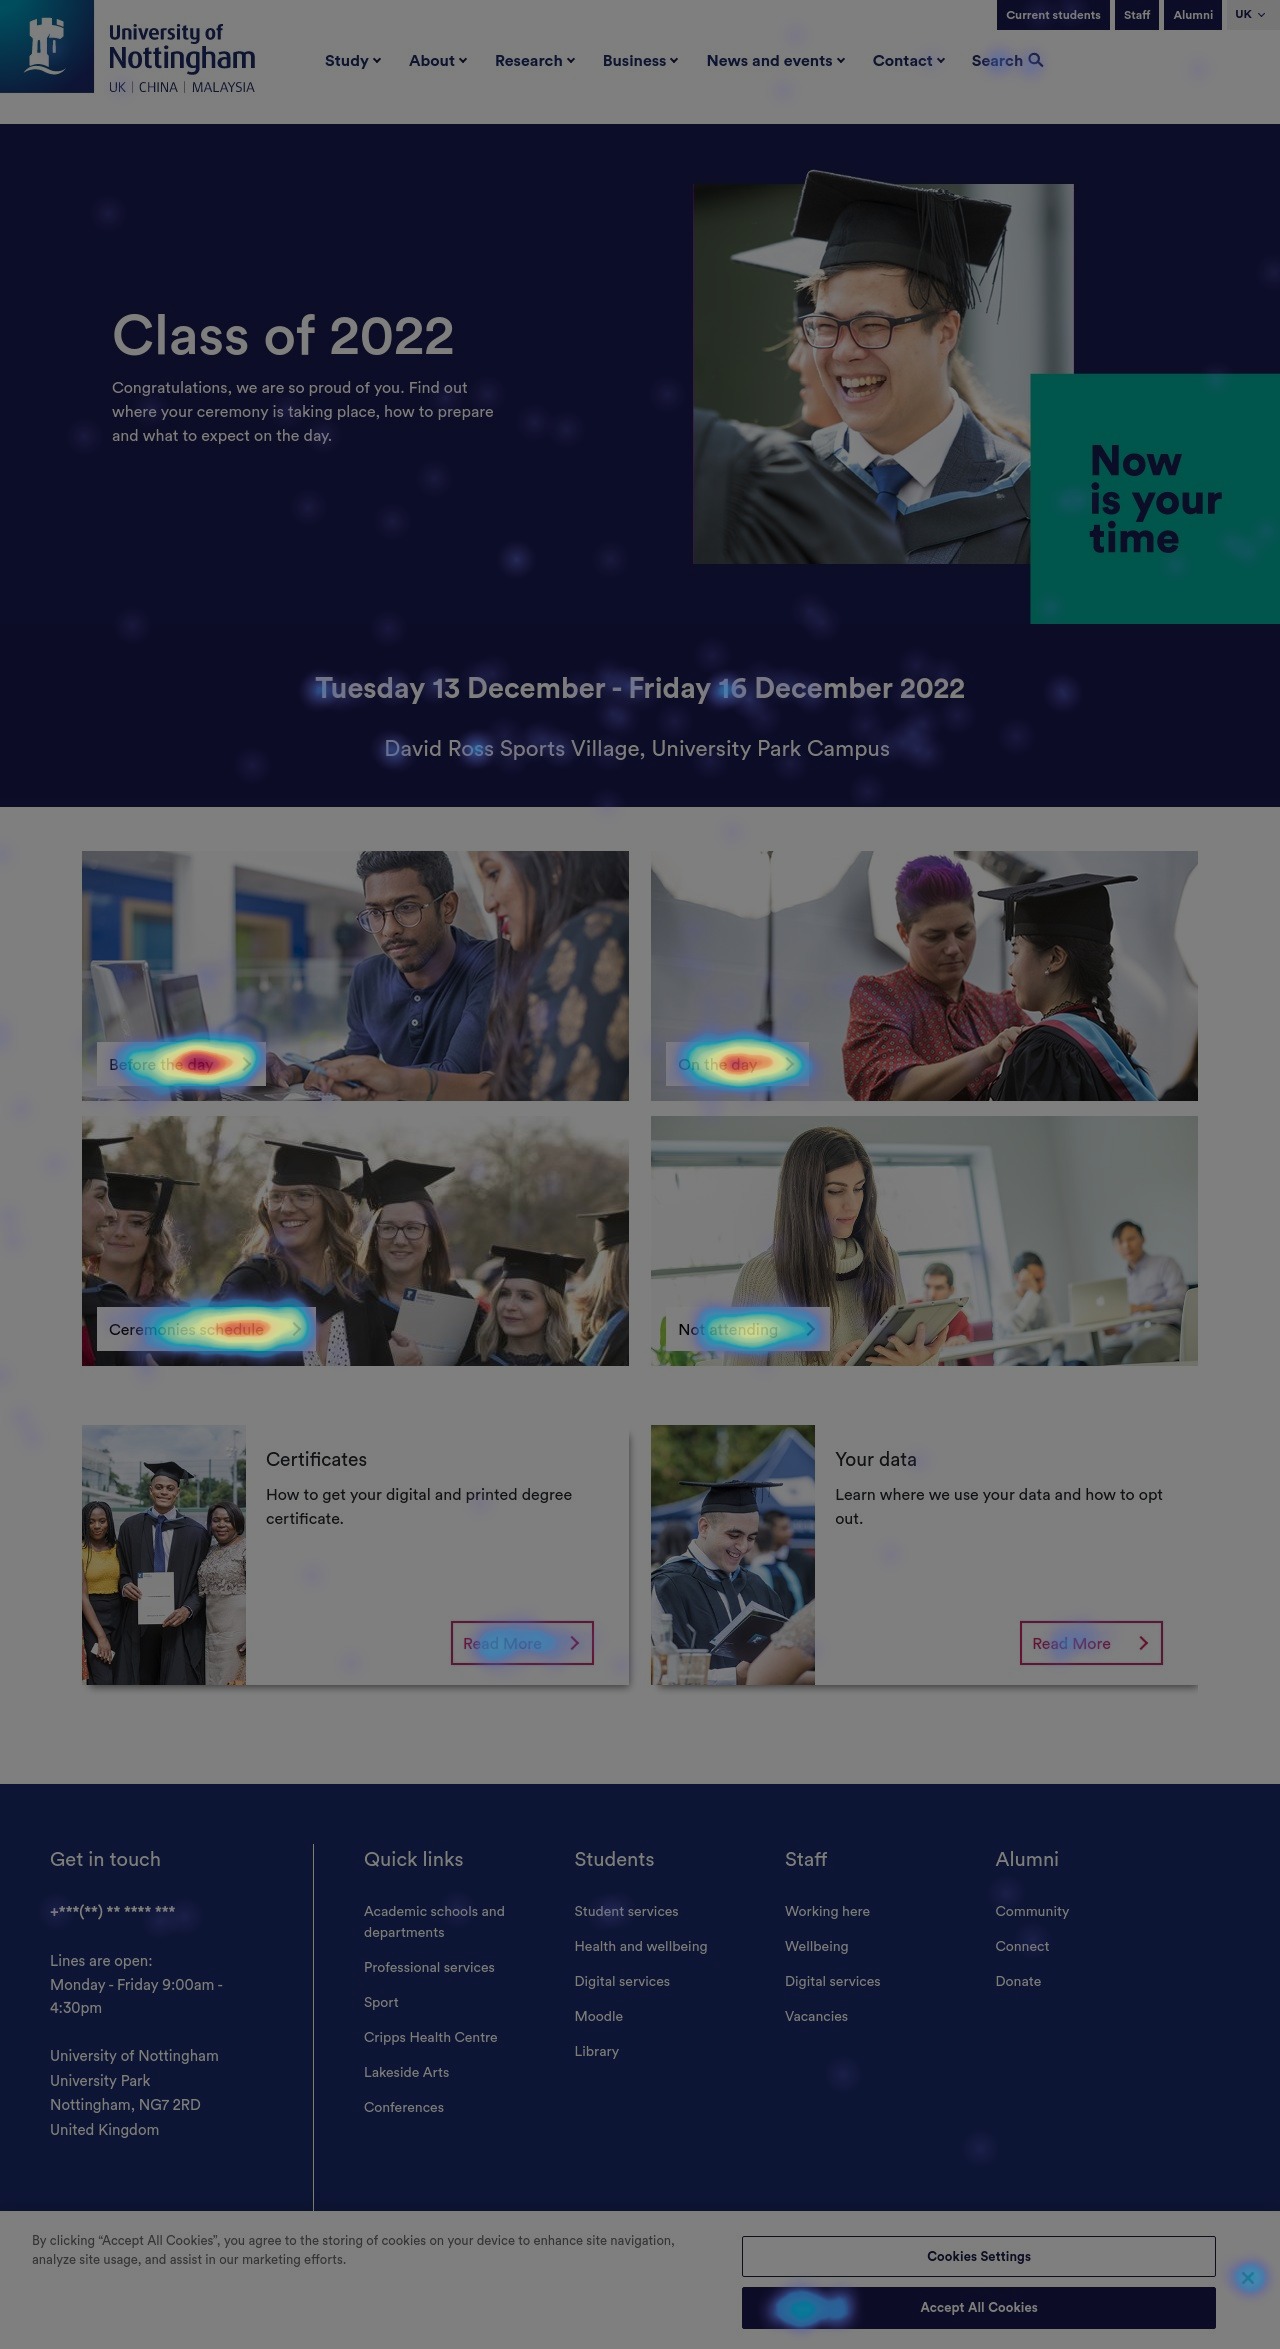 Current students
Staff
Alumni
UK
University of
Nottingham
UK | CHINA | MALAYSIA
Study
About
Research
Business
News and events
Contact
Search
Class of 2022
Congratulations, we are so proud of you. Find out
where your ceremony is taking place, how to prepare
and what to expect on the day.
Now
is your
time
Tuesday 13 December - Friday 16 December 2022
David Ross Sports Village, University Park Campus
Before the day
On the day
Ceremonies schedule
Not attending
Certificates
How to get your digital and printed degree
certificate.
Read More
Your data
Learn where we use your data and how to opt
out.
Read More
Get in touch
+***(**) ** **** ***
Lines are open:
Monday - Friday 9:00am -
4:30pm
University of Nottingham
University Park
Nottingham, NG7 2RD
United Kingdom
Quick links
Academic schools and
departments
Professional services
Sport
Cripps Health Centre
Lakeside Arts
Conferences
Students
Student services
Health and wellbeing
Digital services
Moodle
Library
Staff
Working here
Wellbeing
Digital services
Vacancies
Alumni
Community
Connect
Donate
By clicking “Accept All Cookies”, you agree to the storing of cookies on your device to enhance site navigation,
analyze site usage, and assist in our marketing efforts.
Cookies Settings
Accept All Cookies